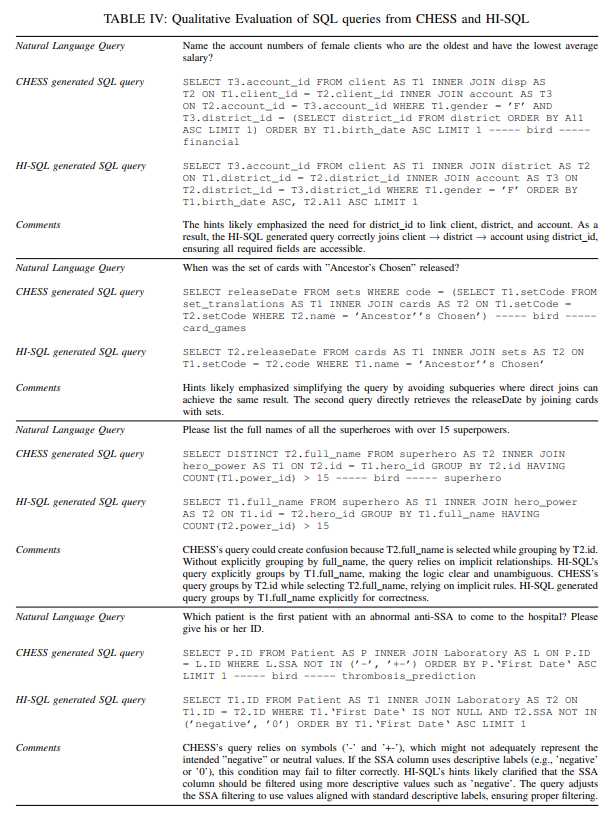 TABLE IV: Qualitative Evaluation of SQL queries from CHESS and HI-SQL
Natural Language Query
Name the account numbers of female clients who are the oldest and have the lowest average
salary?
CHESS generated SQL query
SELECT T3.account_id FROM client AS T1 INNER JOIN disp AS
T2 ON T1.client_id = T2.client_id INNER JOIN account AS T3
ON T2.account_id = T3.account_id WHERE T1.gender = 'F' AND
T3.district_id = (SELECT district_id FROM district ORDER BY A11
ASC LIMIT 1) ORDER BY T1.birth_date ASC LIMIT 1 ----- bird -----
financial
HI-SQL generated SQL query
SELECT T3.account_id FROM client AS T1 INNER JOIN district AS T2
ON T1.district_id = T2.district_id INNER JOIN account AS T3 ON
T2.district_id = T3.district_id WHERE T1.gender = 'F' ORDER BY
T1.birth_date ASC, T2.A11 ASC LIMIT 1
Comments
The hints likely emphasized the need for district_id to link client, district, and account. As a
result, the HI-SQL generated query correctly joins client → district → account using district_id,
ensuring all required fields are accessible.
Natural Language Query
When was the set of cards with "Ancestor's Chosen" released?
CHESS generated SQL query
SELECT releaseDate FROM sets WHERE code = (SELECT T1.setCode FROM
set_translations AS T1 INNER JOIN cards AS T2 ON T1.setCode =
T2.setCode WHERE T2.name = 'Ancestor''s Chosen') ----- bird -----
card_games
HI-SQL generated SQL query
SELECT T2.releaseDate FROM cards AS T1 INNER JOIN sets AS T2 ON
T1.setCode = T2.code WHERE T1.name = 'Ancestor''s Chosen'
Comments
Hints likely emphasized simplifying the query by avoiding subqueries where direct joins can
achieve the same result. The second query directly retrieves the releaseDate by joining cards
with sets.
Natural Language Query
Please list the full names of all the superheroes with over 15 superpowers.
CHESS generated SQL query
SELECT DISTINCT T2.full_name FROM superhero AS T2 INNER JOIN
hero_power AS T1 ON T2.id = T1.hero_id GROUP BY T2.id HAVING
COUNT(T1.power_id) > 15 ----- bird ----- superhero
HI-SQL generated SQL query
SELECT T1.full_name FROM superhero AS T1 INNER JOIN hero_power
AS T2 ON T1.id = T2.hero_id GROUP BY T1.full_name HAVING
COUNT(T2.power_id) > 15
Comments
CHESS's query could create confusion because T2.full_name is selected while grouping by T2.id.
Without explicitly grouping by full_name, the query relies on implicit relationships. HI-SQL's
query explicitly groups by T1.full_name, making the logic clear and unambiguous. CHESS's
query groups by T2.id while selecting T2.full_name, relying on implicit rules. HI-SQL generated
query groups by T1.full_name explicitly for correctness.
Natural Language Query
Which patient is the first patient with an abnormal anti-SSA to come to the hospital? Please
give his or her ID.
CHESS generated SQL query
SELECT P.ID FROM Patient AS P INNER JOIN Laboratory AS L ON P.ID
= L.ID WHERE L.SSA NOT IN ('-', '+-') ORDER BY P.`First Date` ASC
LIMIT 1 ----- bird ----- thrombosis_prediction
HI-SQL generated SQL query
SELECT T1.ID FROM Patient AS T1 INNER JOIN Laboratory AS T2 ON
T1.ID = T2.ID WHERE T1.`First Date` IS NOT NULL AND T2.SSA NOT IN
('negative', '0') ORDER BY T1.`First Date` ASC LIMIT 1
Comments
CHESS's query relies on symbols ('-' and '+-'), which might not adequately represent the
intended "negative" or neutral values. If the SSA column uses descriptive labels (e.g., 'negative'
or '0'), this condition may fail to filter correctly. HI-SQL's hints likely clarified that the SSA
column should be filtered using more descriptive values such as 'negative'. The query adjusts
the SSA filtering to use values aligned with standard descriptive labels, ensuring proper filtering.